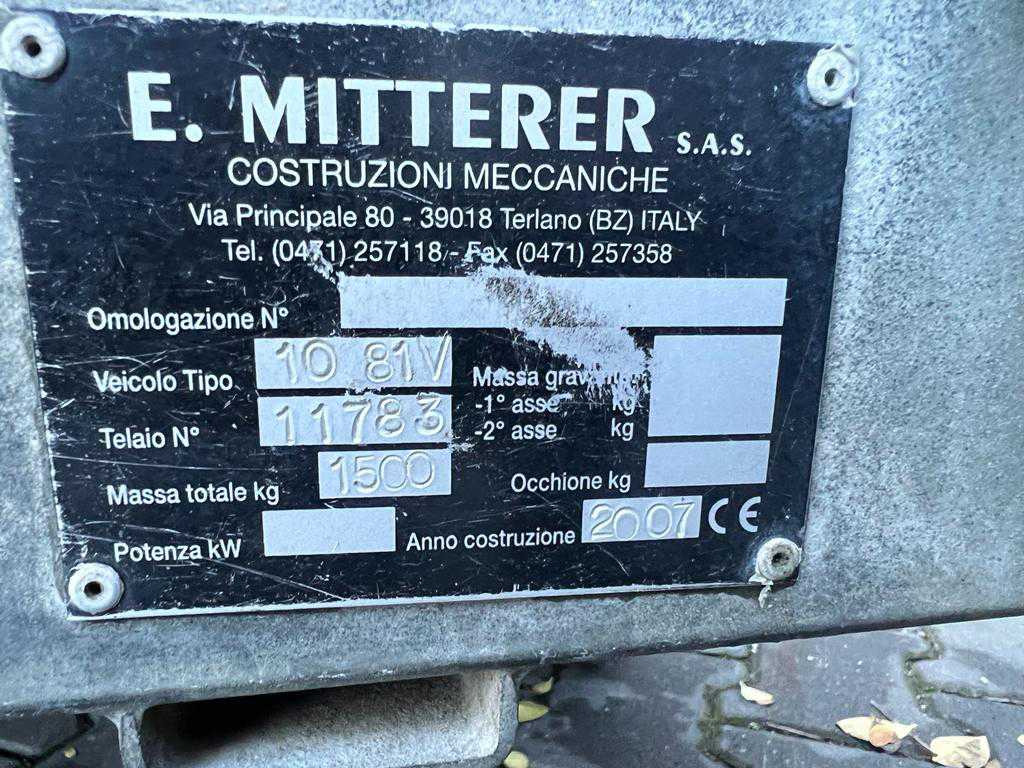 E. MITTERER S.A.S.
COSTRUZIONI MECCANICHE
Via Principale 80 - 39018 Terlano (BZ) ITALY
Tel. (0471) 257118 - Fax (0471) 257358
Omologazione N°
Veicolo Tipo 10 81V
Telaio N° 11783
Massa totale kg 1500
Potenza kW
Massa
-1° asse kg
-2° asse kg
Occhione kg
Anno costruzione 2007 CE